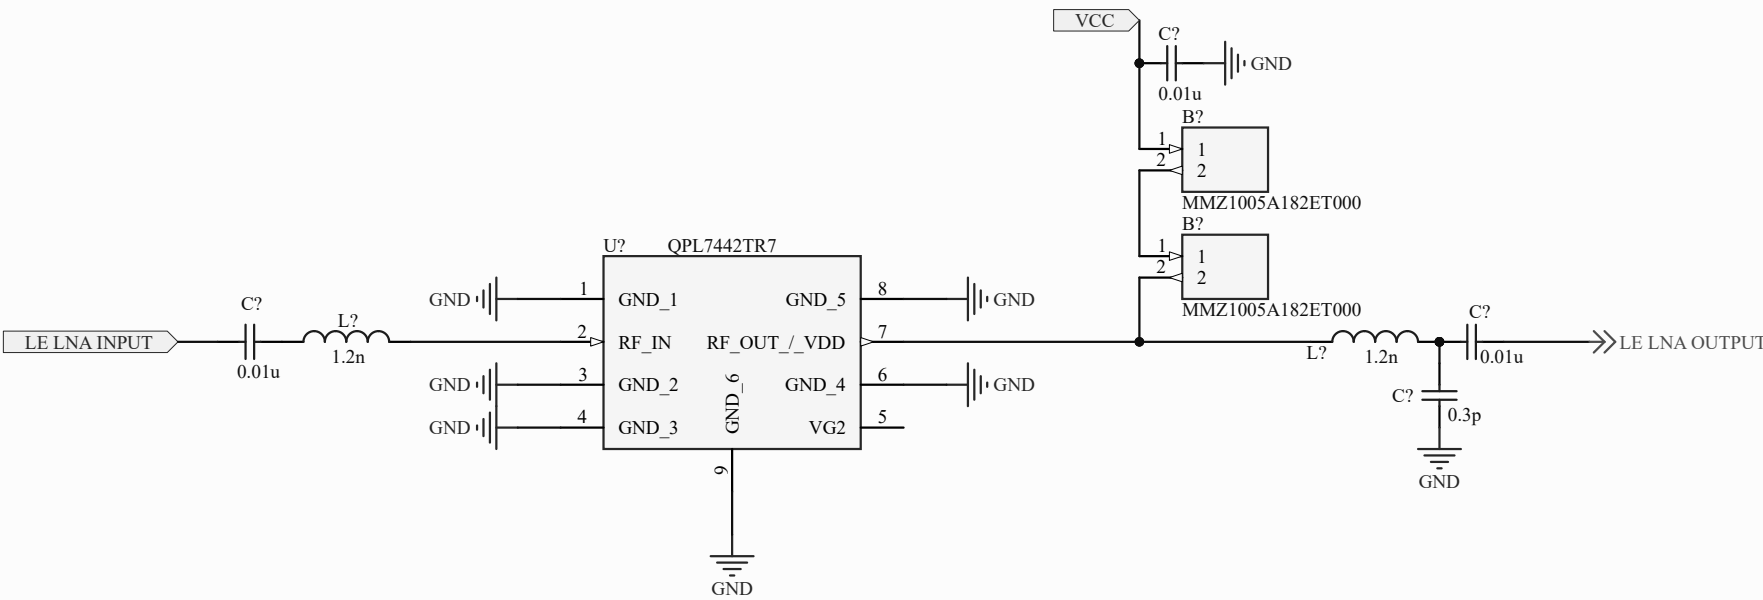 VCC
C?
GND
0.01u
B?
1
1
2
2
MMZ1005A182ET000
B?
1
1
2
2
MMZ1005A182ET000
U?
QPL7442TR7
GND
1
GND_1
GND_5
8
GND
LE LNA INPUT
C?
0.01u
L?
1.2n
2
RF_IN
RF_OUT_/_VDD
7
L?
1.2n
C?
0.01u
LE LNA OUTPUT
GND
3
GND_2
GND_6
GND_4
6
GND
C?
0.3p
GND
GND
4
GND_3
VG2
5
9
GND